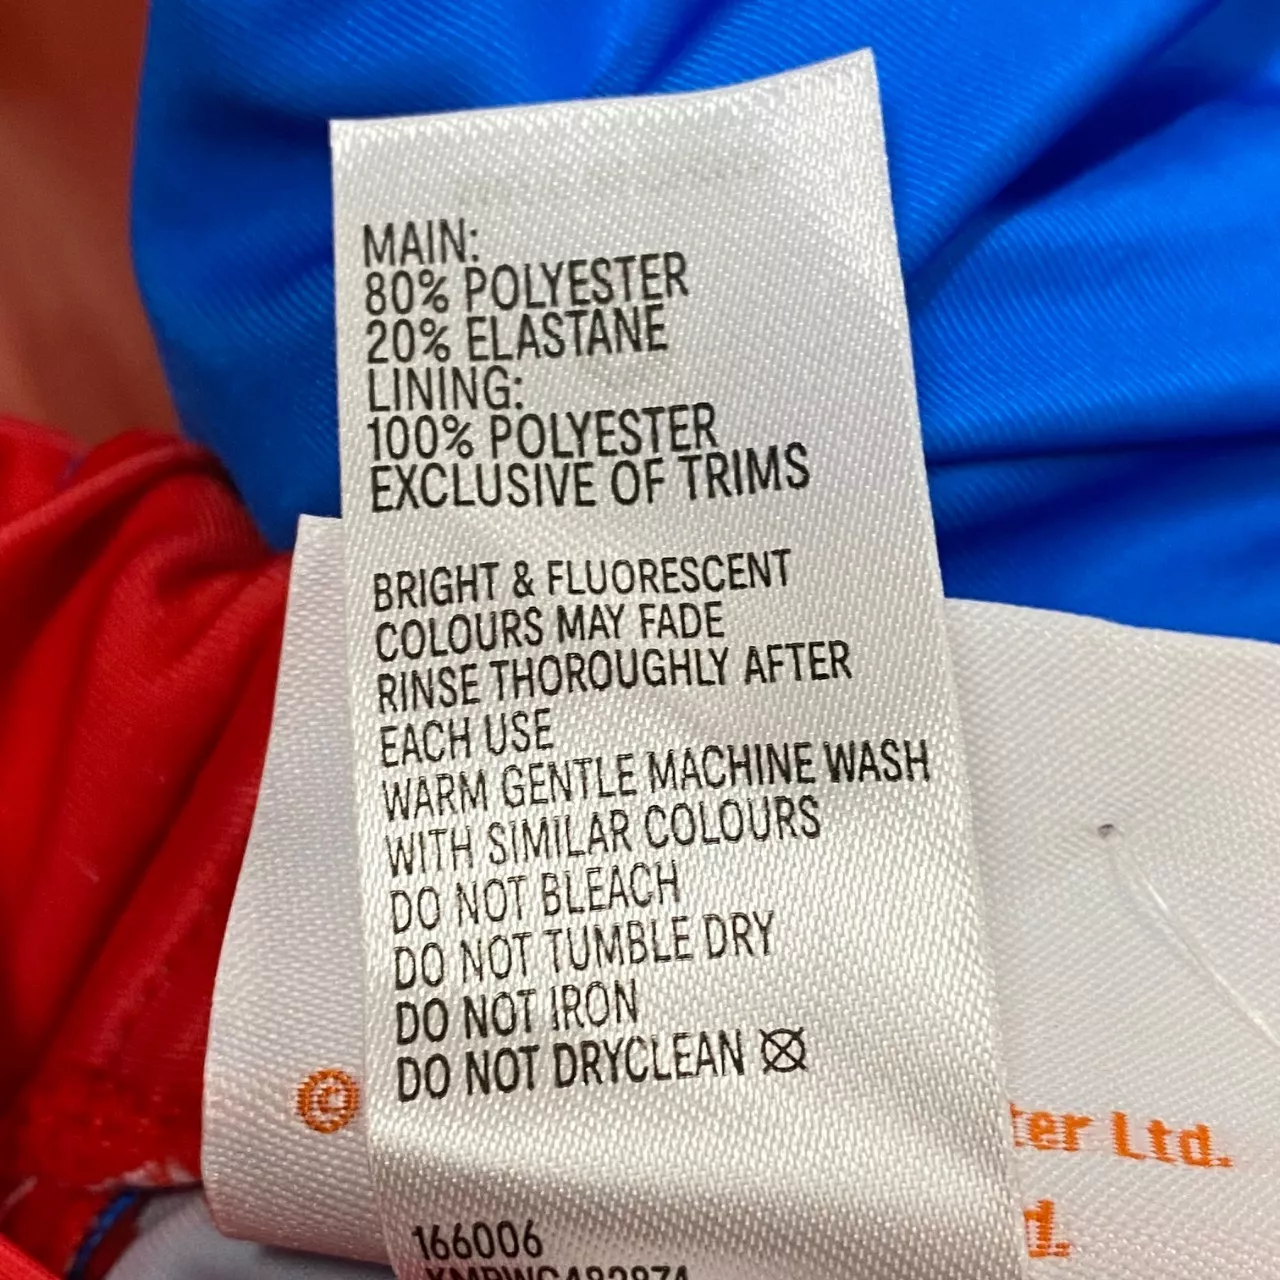 MAIN:
80% POLYESTER
20% ELASTANE
LINING:
100% POLYESTER
EXCLUSIVE OF TRIMS
BRIGHT & FLUORESCENT
COLOURS MAY FADE
RINSE THOROUGHLY AFTER
EACH USE
WARM GENTLE MACHINE WASH
WITH SIMILAR COLOURS
DO NOT BLEACH
DO NOT TUMBLE DRY
DO NOT IRON
DO NOT DRYCLEAN
©
ter Ltd.
d.
166006